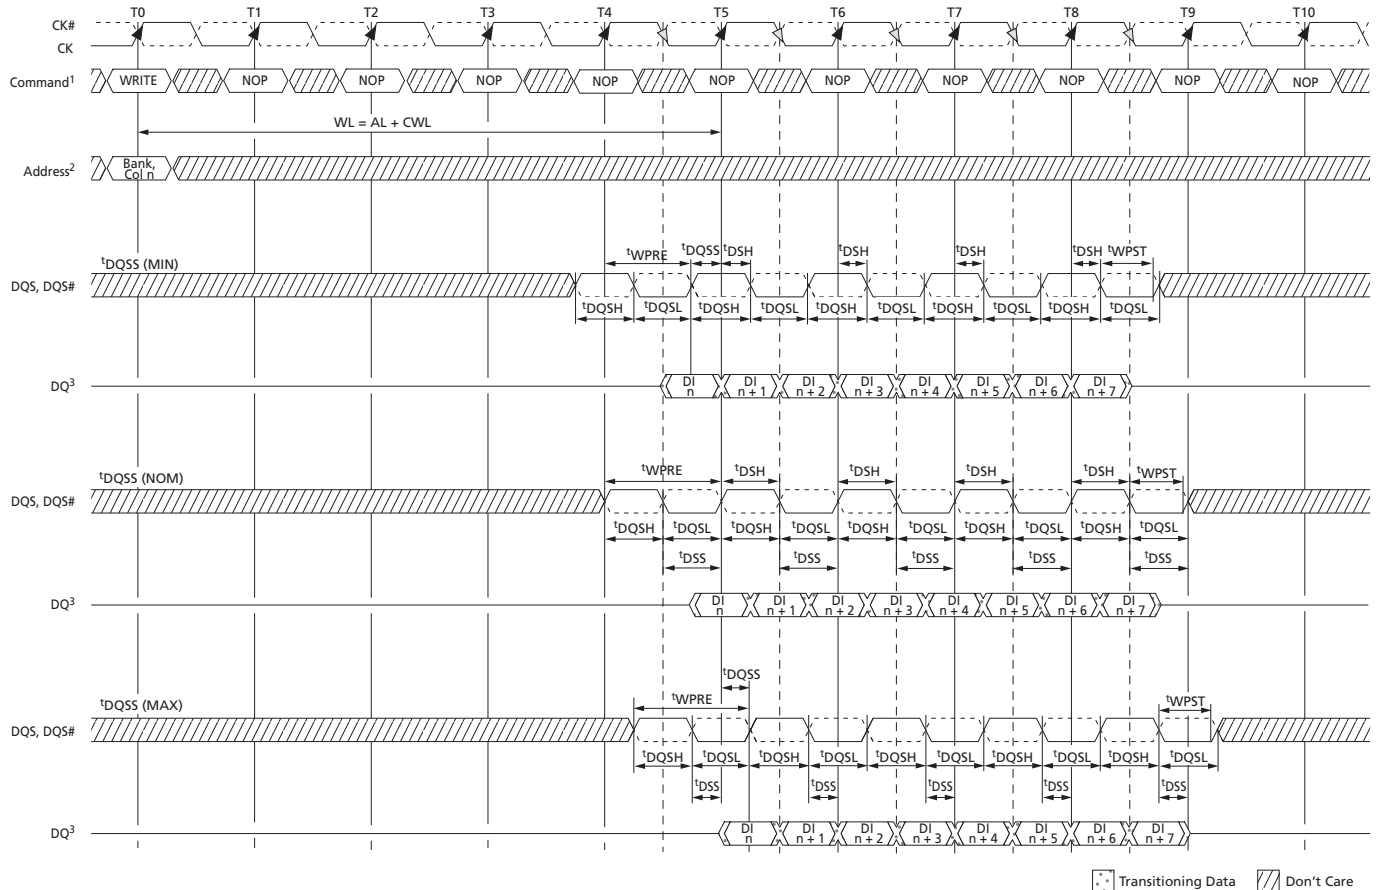 T0 T1 T2 T3 T4 T5 T6 T7 T8 T9 T10
CK#
CK
Command1 WRITE NOP NOP NOP NOP NOP NOP NOP NOP NOP NOP
WL = AL + CWL
Address2 Bank, Col n
tDQSS (MIN) tWPRE tDQSS tDSH tDSH tDSH tDSH tWPST
DQS, DQS#
tDQSH tDQSL tDQSH tDQSL tDQSH tDQSL tDQSH tDQSL tDQSH tDQSL
DQ3 DI n DI n + 1 DI n + 2 DI n + 3 DI n + 4 DI n + 5 DI n + 6 DI n + 7
tDQSS (NOM) tWPRE tDSH tDSH tDSH tDSH tWPST
DQS, DQS#
tDQSH tDQSL tDQSH tDQSL tDQSH tDQSL tDQSH tDQSL tDQSH tDQSL
tDSS tDSS tDSS tDSS tDSS
DQ3 DI n DI n + 1 DI n + 2 DI n + 3 DI n + 4 DI n + 5 DI n + 6 DI n + 7
tDQSS
tDQSS (MAX) tWPRE tWPST
DQS, DQS#
tDQSH tDQSL tDQSH tDQSL tDQSH tDQSL tDQSH tDQSL tDQSH tDQSL
tDSS tDSS tDSS tDSS tDSS
DQ3 DI n DI n + 1 DI n + 2 DI n + 3 DI n + 4 DI n + 5 DI n + 6 DI n + 7
Transitioning Data Don't Care